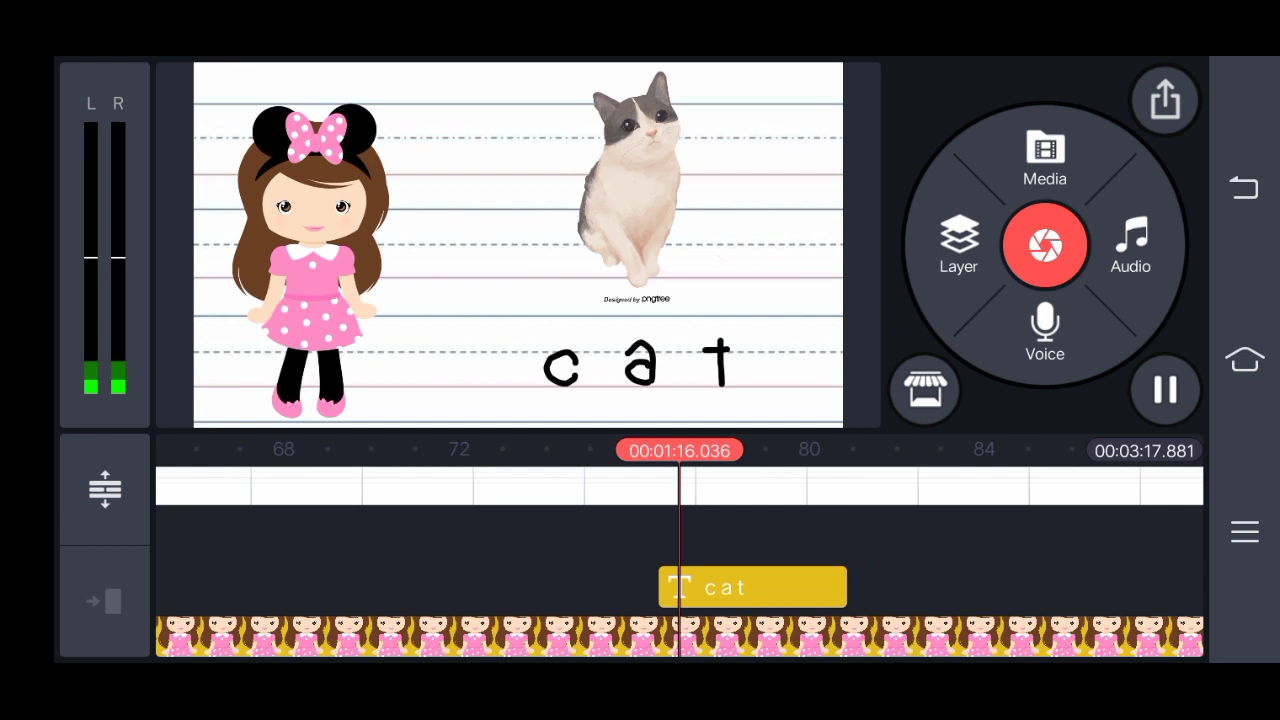 L R
Media
Layer
Audio
Voice
Designed by pngtree
c a t
68 72 00:01:16.036 80 84 00:03:17.881
T c a t